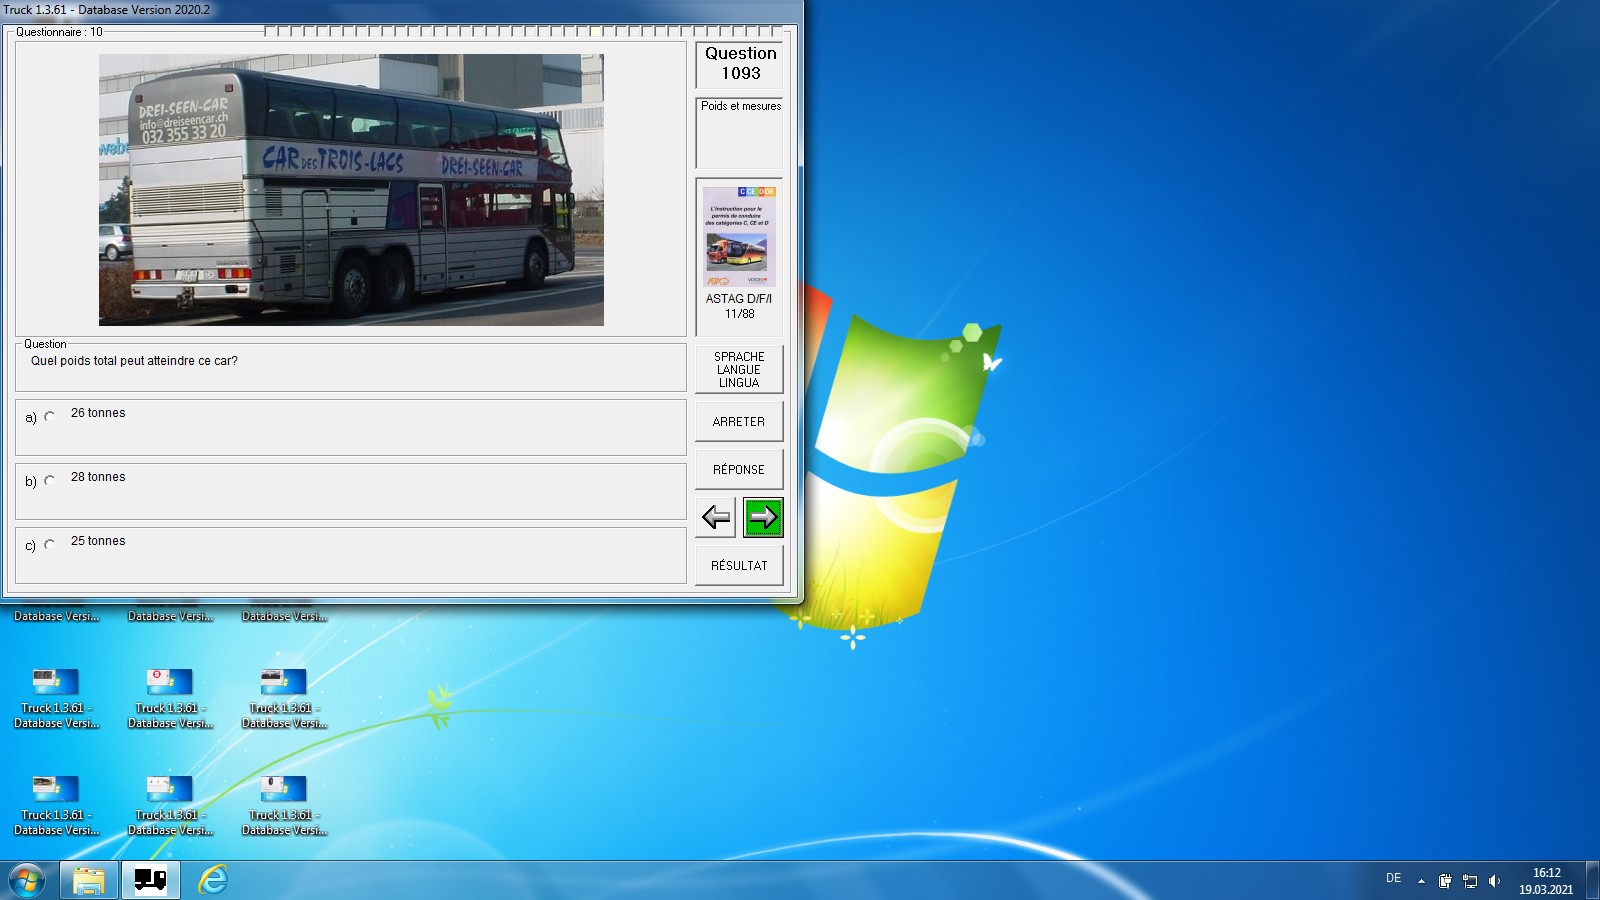 Truck 1.3.61 - Database Version 2020.2
Questionnaire : 10
DREI-SEEN-CAR
info@dreiseencar.ch
032 355 33 20
CAR DES TROIS-LACS DREI-SEEN-CAR
Question
1093
Poids et mesures
C CE D DE
L'instruction pour le
permis de conduire
des catégories C, CE et D
ASTAG D/F/I
11/88
Question
Quel poids total peut atteindre ce car?
a) 26 tonnes
b) 28 tonnes
c) 25 tonnes
SPRACHE
LANGUE
LINGUA
ARRETER
RÉPONSE
RÉSULTAT
Database Versi... Database Versi... Database Versi...
Truck 1.3.61 - Truck 1.3.61 - Truck 1.3.61 -
Database Versi... Database Versi... Database Versi...
Truck 1.3.61 - Truck 1.3.61 - Truck 1.3.61 -
Database Versi... Database Versi... Database Versi...
DE
16:12
19.03.2021